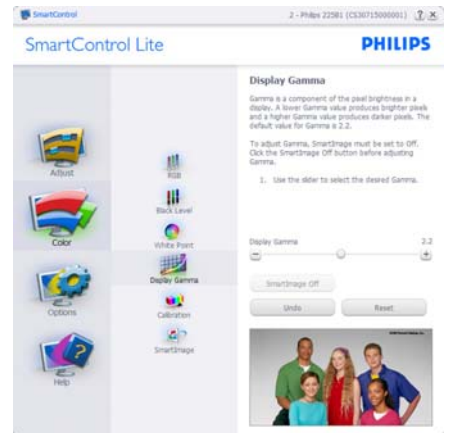 SmartControl
2 - Philips 225B1 (CS30715000001)
?
X
SmartControl Lite
PHILIPS
Adjust
Color
Options
Help
RGB
Black Level
White Point
Display Gamma
Calibration
SmartImage
Display Gamma
Gamma is a component of the pixel brightness in a
display. A lower Gamma value produces brighter pixels
and a higher Gamma value produces darker pixels. The
default value for Gamma is 2.2.
To adjust Gamma, SmartImage must be set to Off.
Click the SmartImage Off button before adjusting
Gamma.
1. Use the slider to select the desired Gamma.
Display Gamma
2.2
SmartImage Off
Undo
Reset